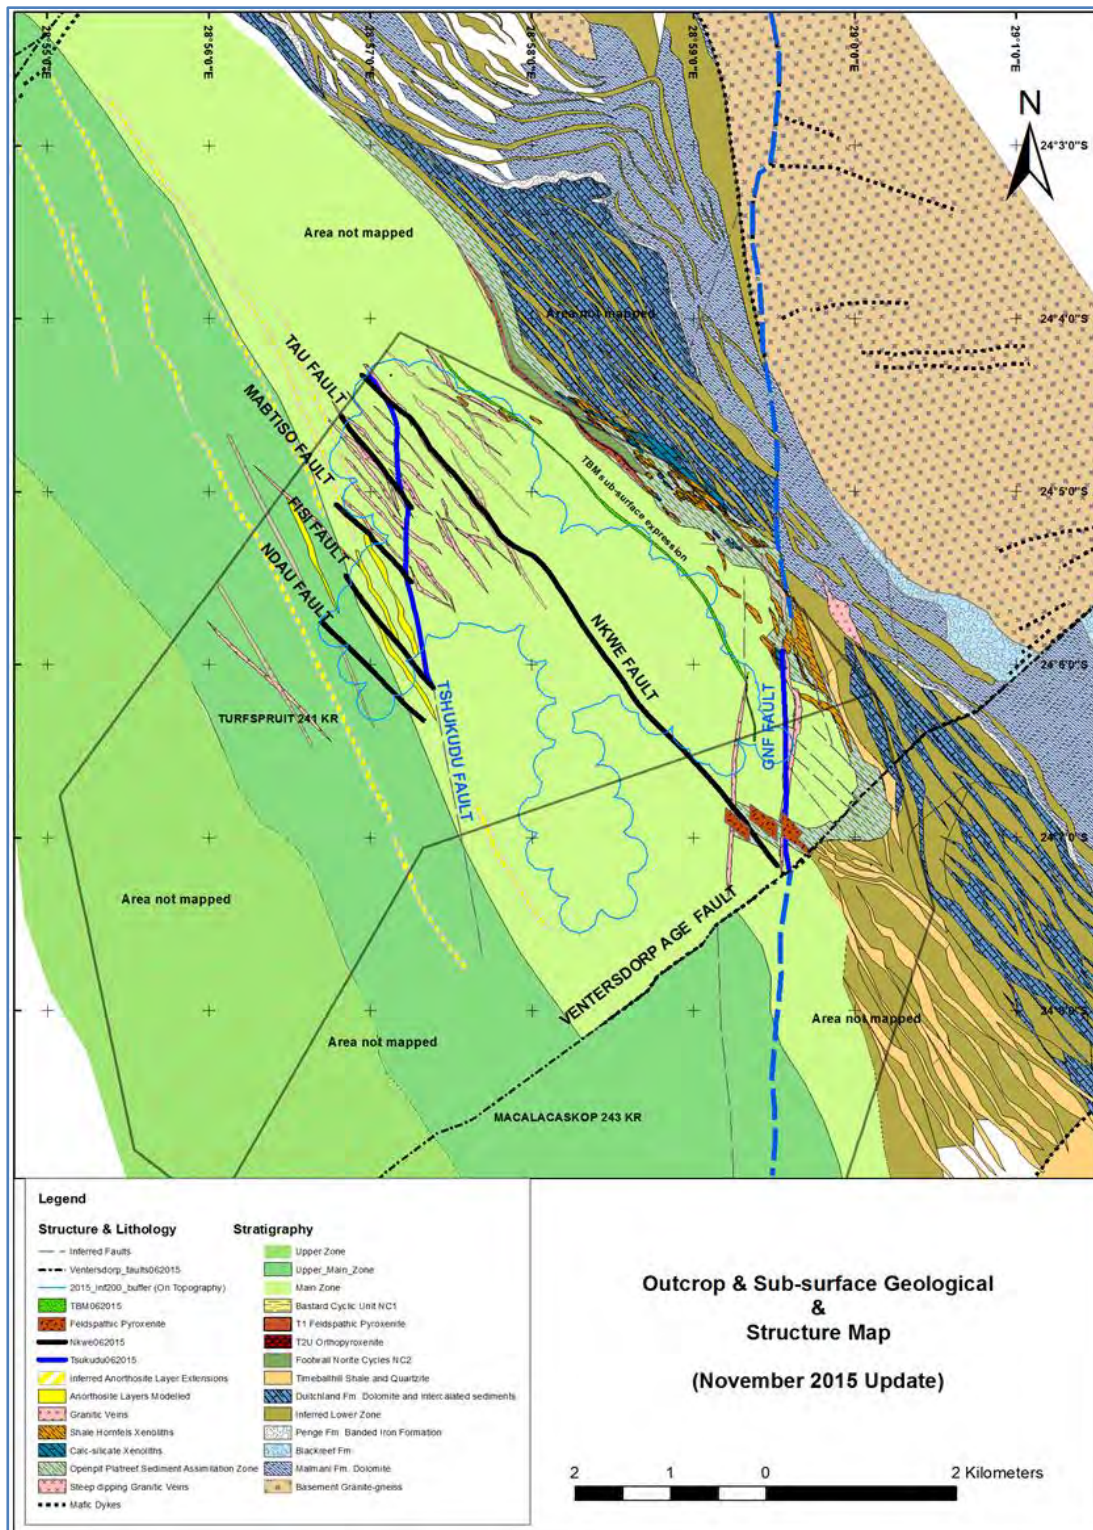 28°55'0"E
28°56'0"E
28°57'0"E
28°58'0"E
28°59'0"E
29°0'0"E
29°1'0"E
N
24°3'0"S
Area not mapped
24°4'0"S
Area not mapped
TAU FAULT
MABTISO FAULT
TBM sub-surface expression
24°5'0"S
FISI FAULT
NDAU FAULT
NKWE FAULT
24°6'0"S
TURFSPRUIT 241 KR
TSHUKUDU FAULT
GNF FAULT
24°7'0"S
Area not mapped
VENTERSDORP AGE FAULT
24°8'0"S
Area not mapped
Area not mapped
MACALACASKOP 243 KR
Legend
Structure & Lithology
Inferred Faults
Ventersdorp_faults062015
2015_Inf200_buffer (On Topography)
TBM062015
Feldspathic Pyroxenite
Nkwe062015
Tsukudu062015
Inferred Anorthosite Layer Extensions
Anorthosite Layers Modelled
Granitic Veins
Shale Hornfels Xenoliths
Calc-silicate Xenoliths
Openpit Platreef Sediment Assimilation Zone
Steep dipping Granitic Veins
Mafic Dykes
Stratigraphy
Upper Zone
Upper_Main_Zone
Main Zone
Bastard Cyclic Unit NC1
T1 Feldspathic Pyroxenite
T2U Orthopyroxenite
Footwall Norite Cycles NC2
Timeballhill Shale and Quartzite
Duitchland Fm. Dolomite and Intercalated sediments
Inferred Lower Zone
Penge Fm Banded Iron Formation
Blackreef Fm
Malmani Fm. Dolomite
Basement Granite-gneiss
Outcrop & Sub-surface Geological
&
Structure Map
(November 2015 Update)
2 1 0 2 Kilometers